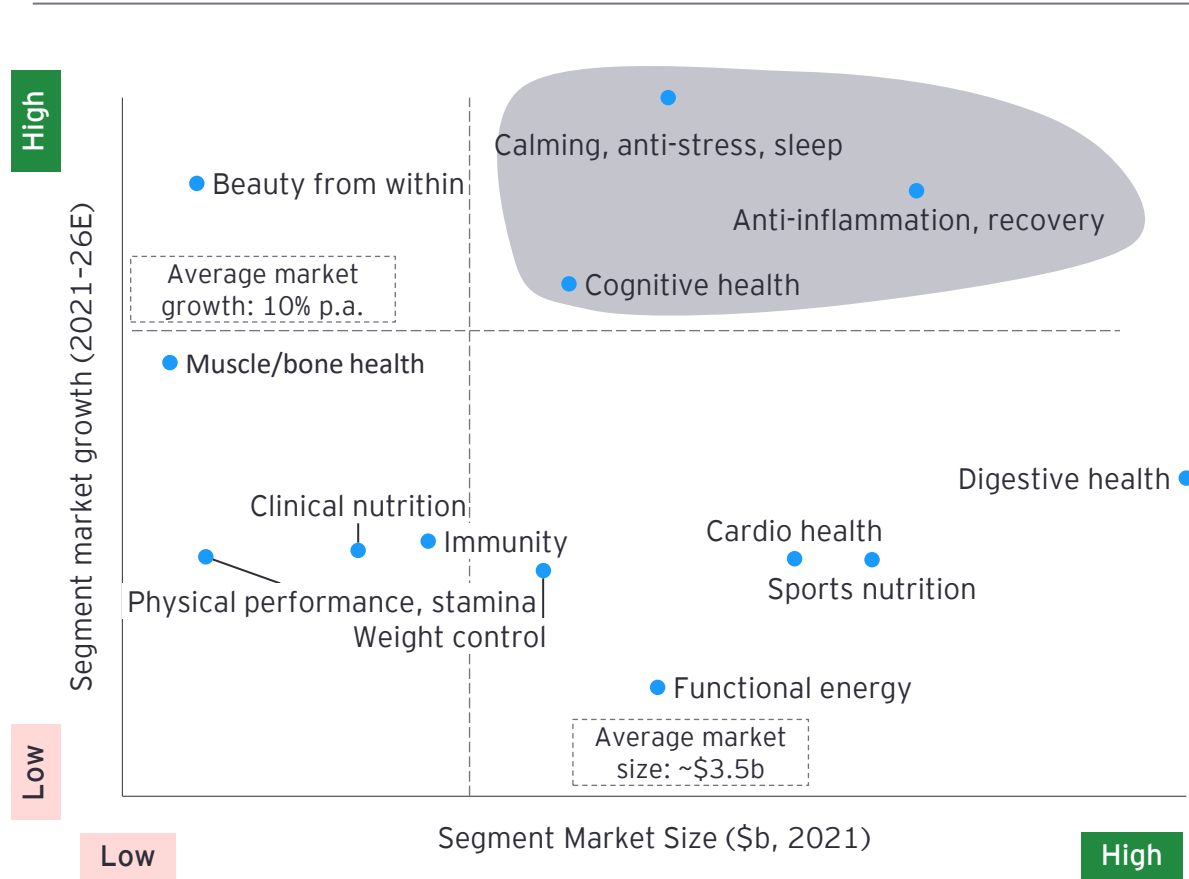 High
Calming, anti-stress, sleep
Beauty from within
Anti-inflammation, recovery
Average market
growth: 10% p.a.
Cognitive health
Muscle/bone health
Segment market growth (2021-26E)
Digestive health
Clinical nutrition
Cardio health
Immunity
Sports nutrition
Physical performance, stamina
Weight control
Functional energy
Average market
size: ~$3.5b
Low
Segment Market Size ($b, 2021)
Low
High